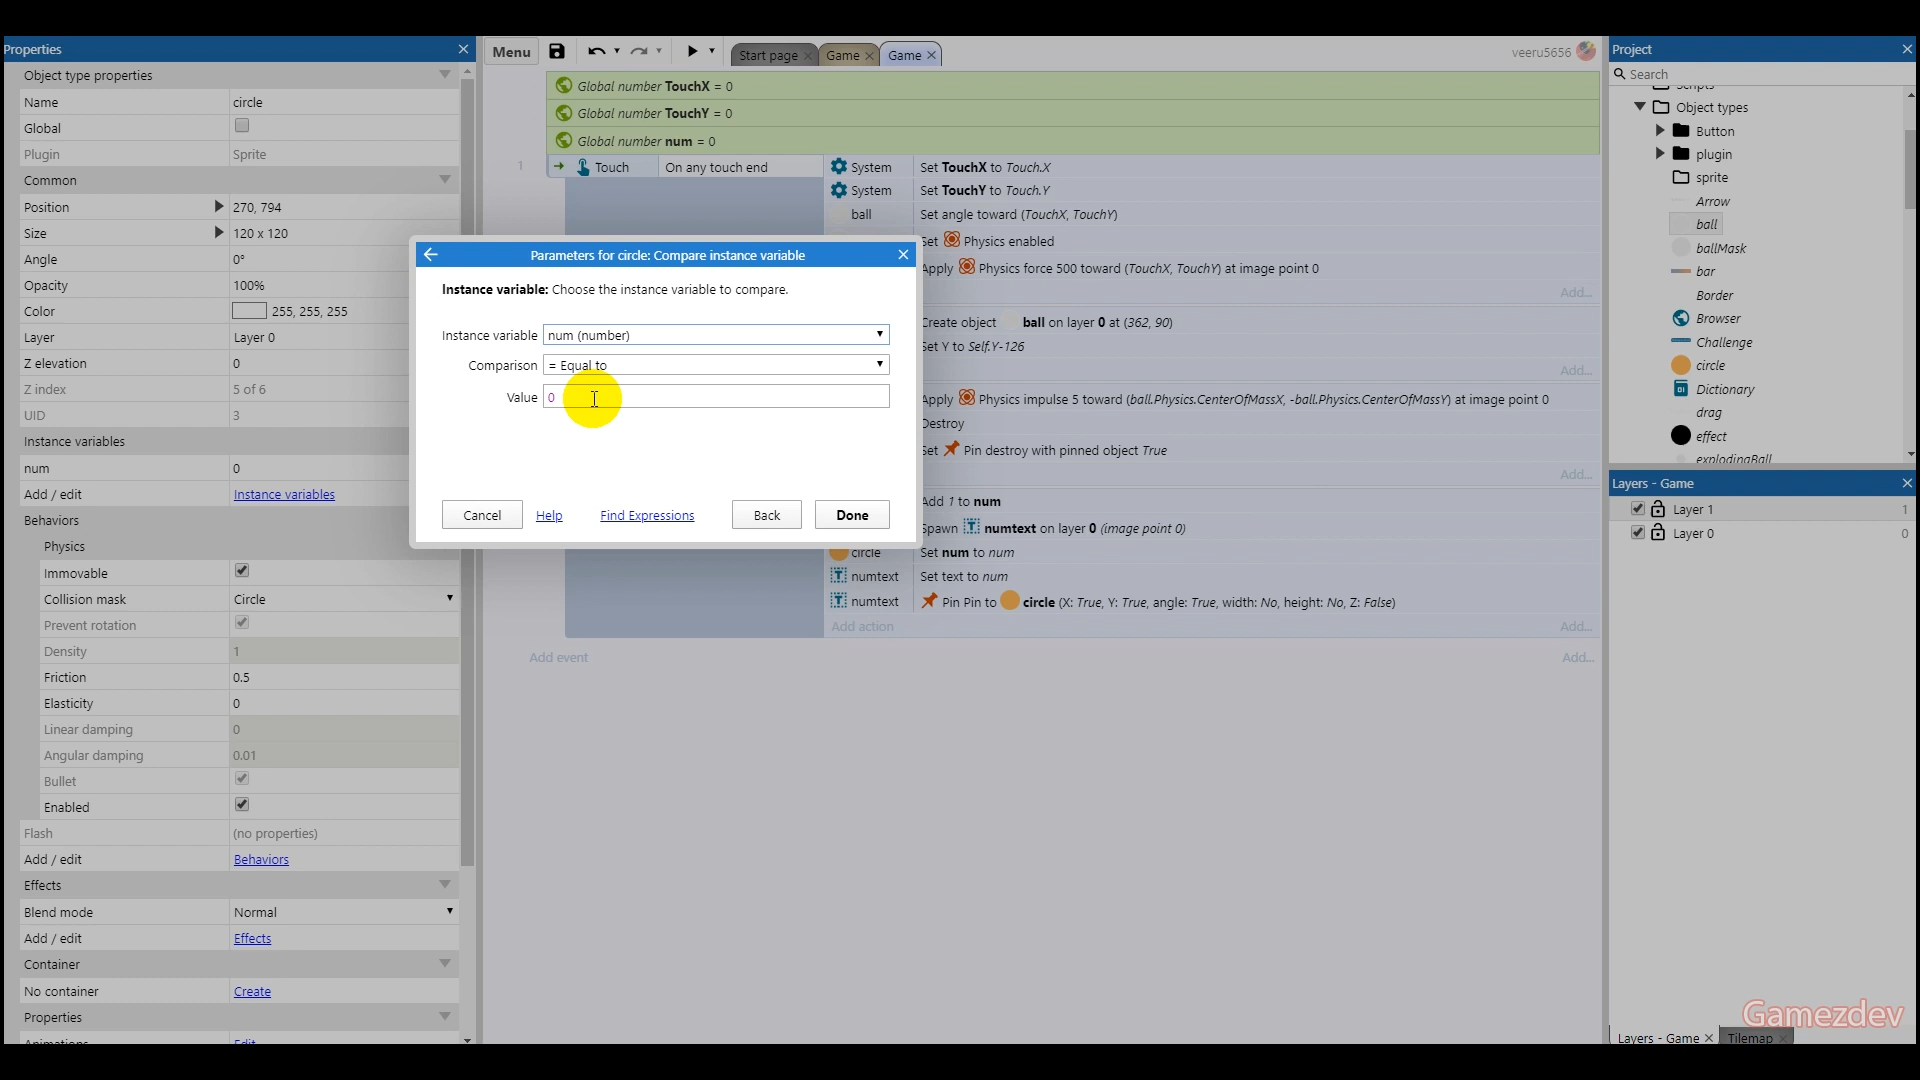 Properties
Object type properties
Name circle
Global
Plugin Sprite
Common
Position 270, 794
Size 120 x 120
Angle 0°
Opacity 100%
Color 255, 255, 255
Layer Layer 0
Z elevation 0
Z index 5 of 6
UID 3
Instance variables
num 0
Add / edit Instance variables
Behaviors
Physics
Immovable
Collision mask Circle
Prevent rotation
Density 1
Friction 0.5
Elasticity 0
Linear damping 0
Angular damping 0.01
Bullet
Enabled
Flash (no properties)
Add / edit Behaviors
Effects
Blend mode Normal
Add / edit Effects
Container
No container Create
Properties
Animations Edit
Menu
Start page Game Game
veeru5656
Global number TouchX = 0
Global number TouchY = 0
Global number num = 0
1 Touch On any touch end System Set TouchX to Touch.X
System Set TouchY to Touch.Y
ball Set angle toward (TouchX, TouchY)
Set Physics enabled
Apply Physics force 500 toward (TouchX, TouchY) at image point 0
Add...
Create object ball on layer 0 at (362, 90)
Set Y to Self.Y-126
Add...
Apply Physics impulse 5 toward (ball.Physics.CenterOfMassX, -ball.Physics.CenterOfMassY) at image point 0
Destroy
Set Pin destroy with pinned object True
Add...
Add 1 to num
Spawn numtext on layer 0 (image point 0)
circle Set num to num
numtext Set text to num
numtext Pin Pin to circle (X: True, Y: True, angle: True, width: No, height: No, Z: False)
Add action Add...
Add event Add...
Parameters for circle: Compare instance variable
Instance variable: Choose the instance variable to compare.
Instance variable num (number)
Comparison = Equal to
Value 0
Cancel Help Find Expressions Back Done
Project
Search
Scripts
Object types
Button
plugin
sprite
Arrow
ball
ballMask
bar
Border
Browser
Challenge
circle
Dictionary
drag
effect
explodingBall
Layers - Game
Layer 1 1
Layer 0 0
Gamezdev
Layers - Game Tilemap